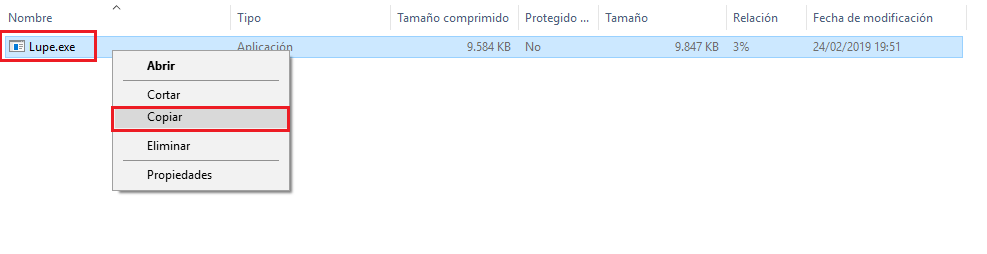 Nombre Tipo Tamaño comprimido Protegido ... Tamaño Relación Fecha de modificación
Lupe.exe Aplicación 9.584 KB No 9.847 KB 3% 24/02/2019 19:51
Abrir
Cortar
Copiar
Eliminar
Propiedades